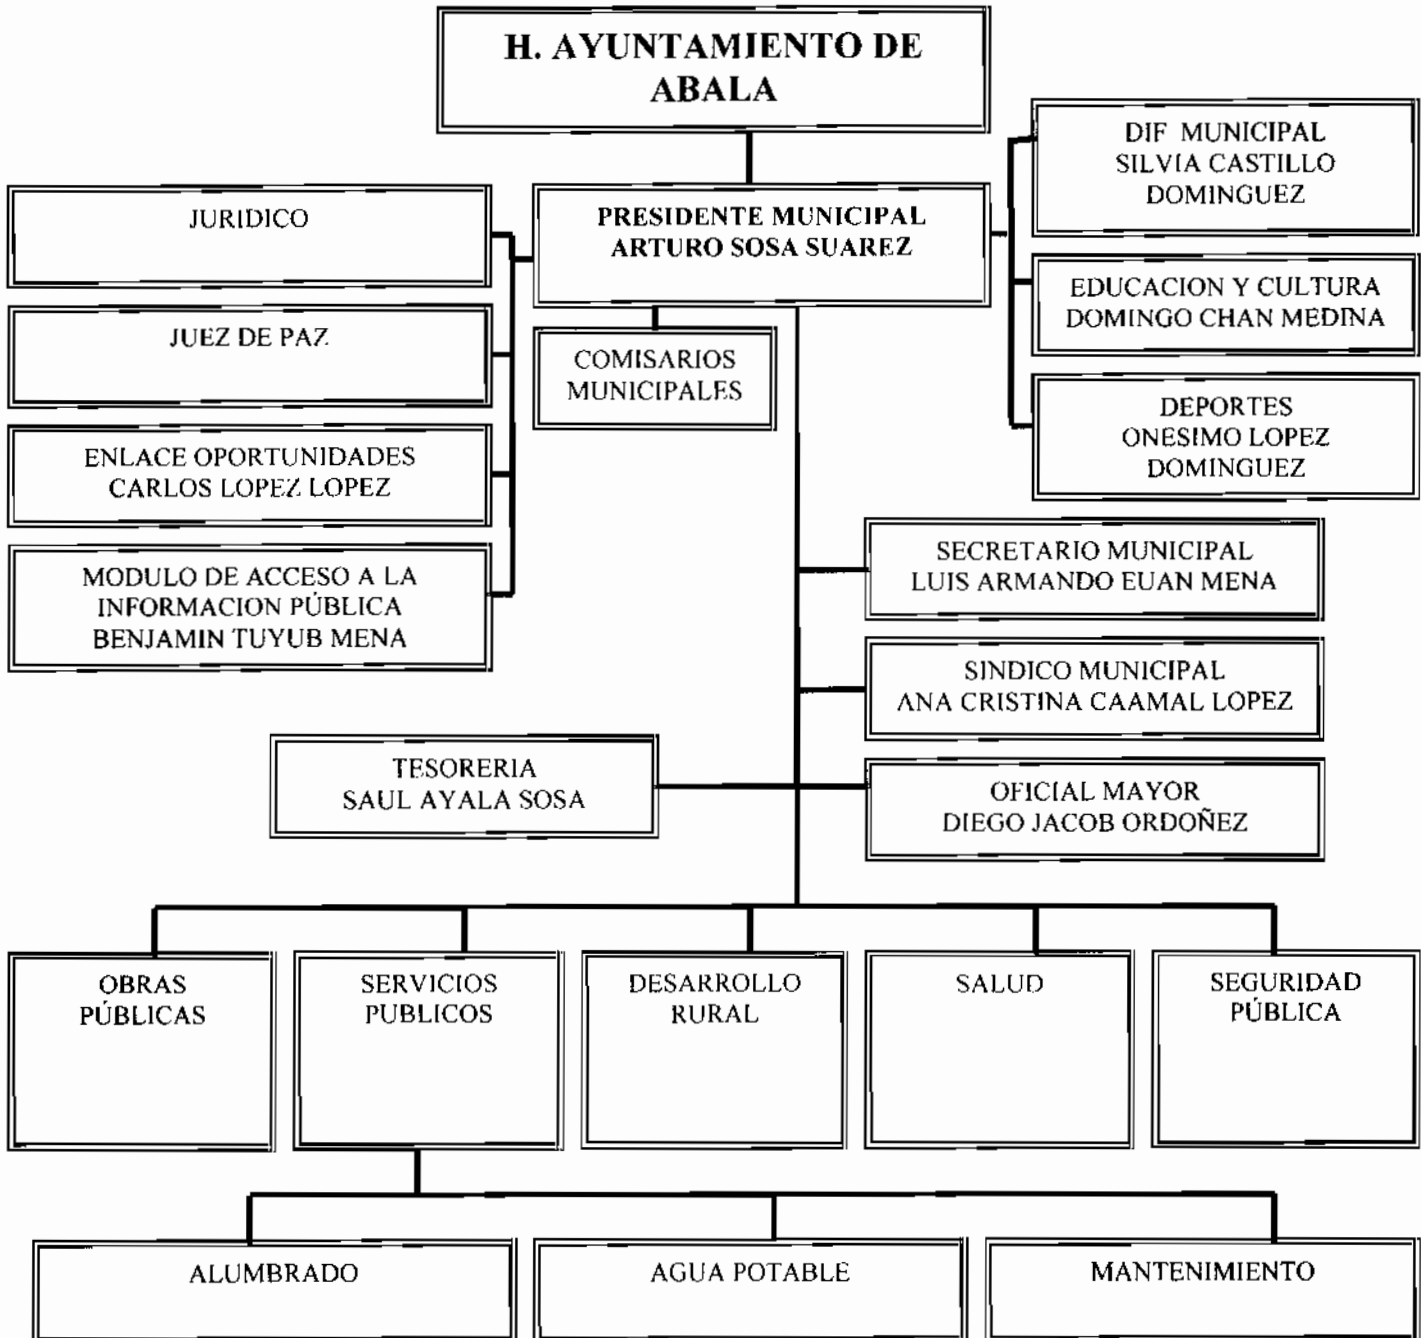 H. AYUNTAMIENTO DE
ABALA
DIF MUNICIPAL
SILVIA CASTILLO
DOMINGUEZ
JURIDICO
PRESIDENTE MUNICIPAL
ARTURO SOSA SUAREZ
EDUCACION Y CULTURA
DOMINGO CHAN MEDINA
JUEZ DE PAZ
COMISARIOS
MUNICIPALES
DEPORTES
ONESIMO LOPEZ
DOMINGUEZ
ENLACE OPORTUNIDADES
CARLOS LOPEZ LOPEZ
MODULO DE ACCESO A LA
INFORMACION PÚBLICA
BENJAMIN TUYUB MENA
SECRETARIO MUNICIPAL
LUIS ARMANDO EUAN MENA
SINDICO MUNICIPAL
ANA CRISTINA CAAMAL LOPEZ
TESORERIA
SAUL AYALA SOSA
OFICIAL MAYOR
DIEGO JACOB ORDOÑEZ
OBRAS
PÚBLICAS
SERVICIOS
PUBLICOS
DESARROLLO
RURAL
SALUD
SEGURIDAD
PÚBLICA
ALUMBRADO
AGUA POTABLE
MANTENIMIENTO